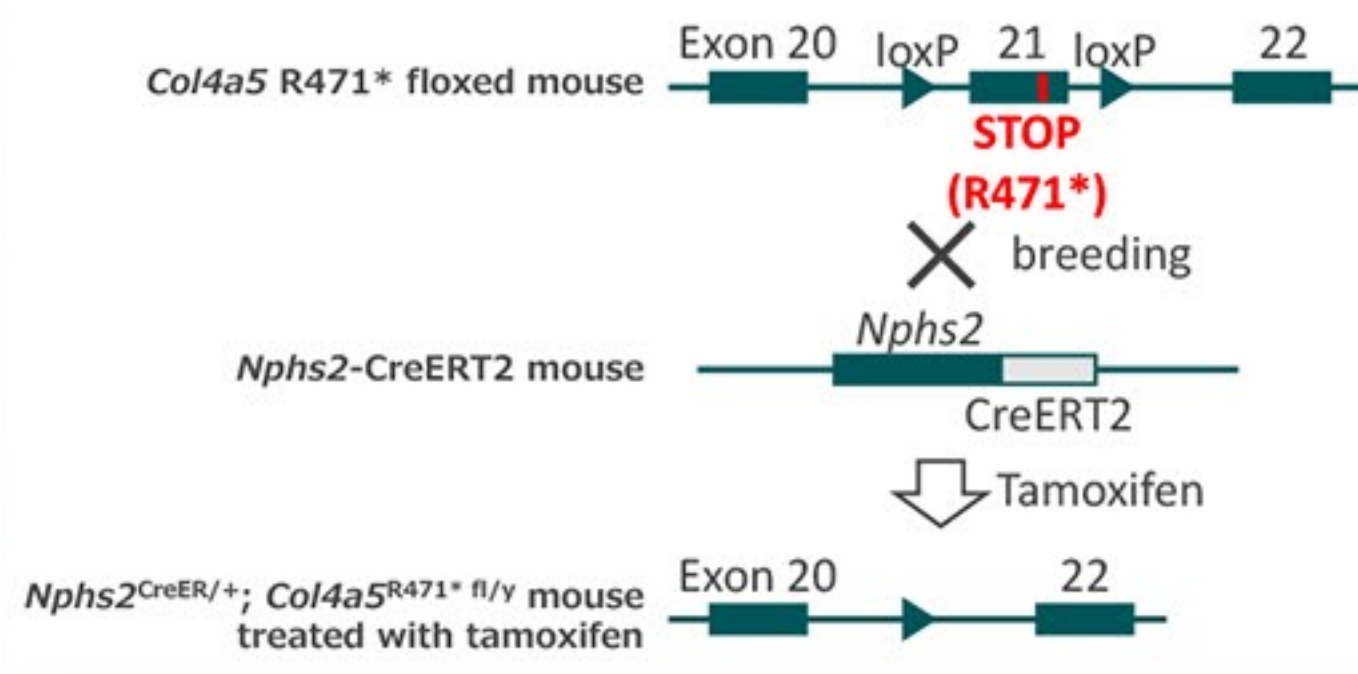 Exon 20 loxP 21 loxP 22
Col4a5 R471* floxed mouse
STOP
(R471*)
breeding
Nphs2
Nphs2-CreERT2 mouse
CreERT2
Tamoxifen
Exon 20 22
Nphs2CreER/+; Col4a5R471* fl/y mouse
treated with tamoxifen